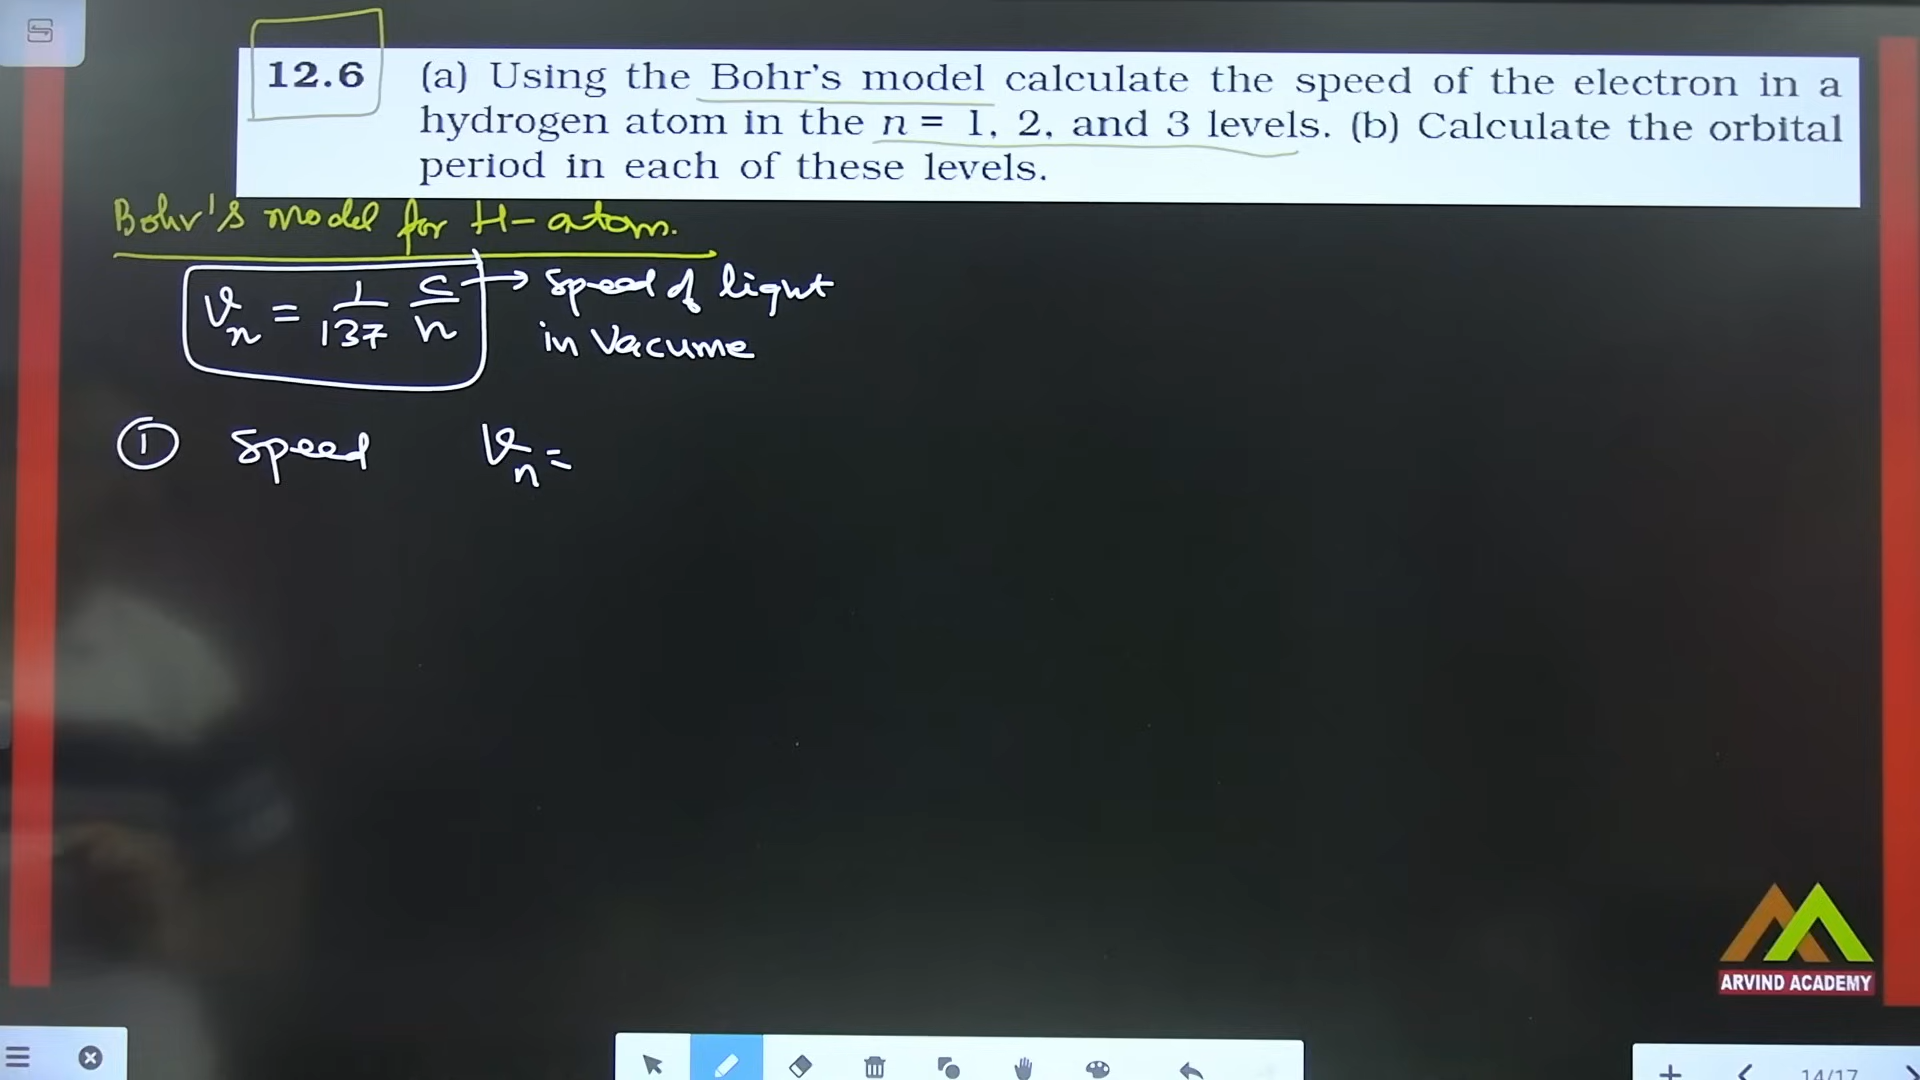 12.6 (a) Using the Bohr's model calculate the speed of the electron in a
hydrogen atom in the n = 1, 2, and 3 levels. (b) Calculate the orbital
period in each of these levels.
Bohr's model for H-atom.
vₙ = 1/137 c/n → speed of light
in Vacume
① speed vₙ =
ARVIND ACADEMY
14/17